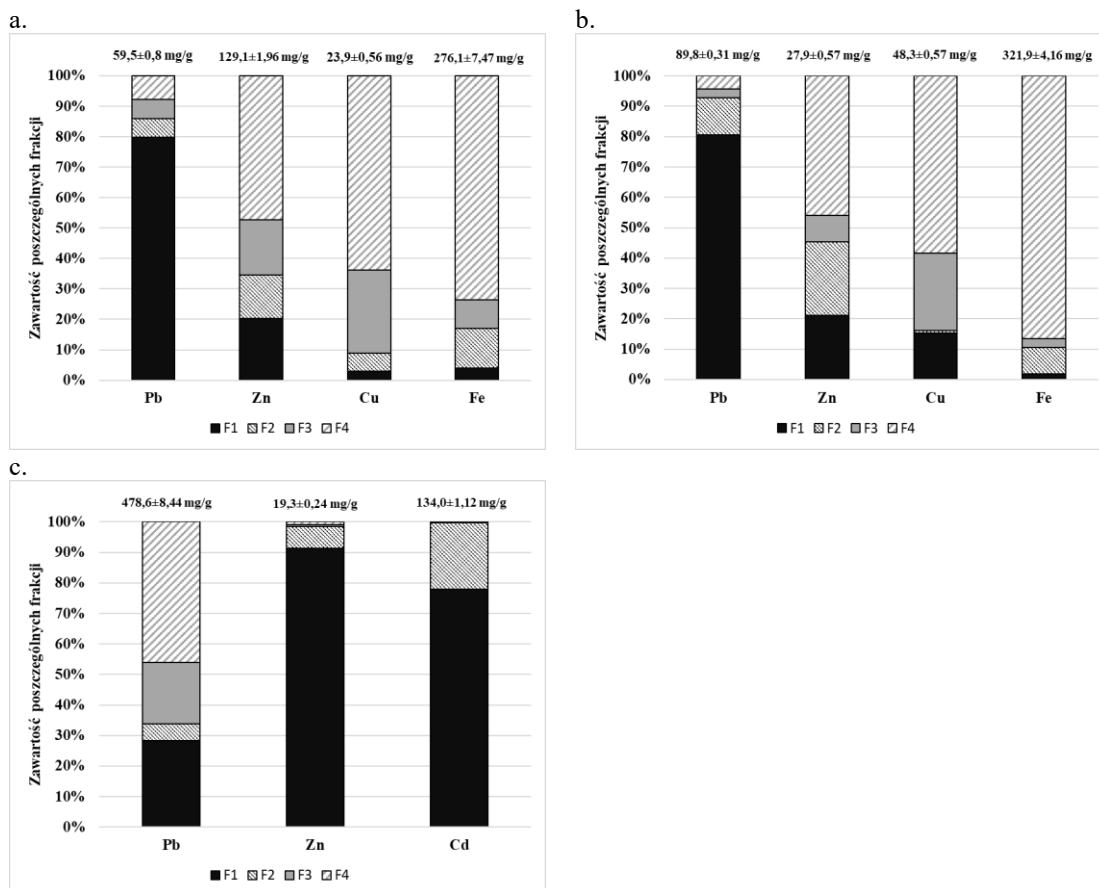 a.
59,5±0,8 mg/g 129,1±1,96 mg/g 23,9±0,56 mg/g 276,1±7,47 mg/g
Zawartość poszczególnych frakcji
100%
90%
80%
70%
60%
50%
40%
30%
20%
10%
0%
Pb Zn Cu Fe
F1 F2 F3 F4
b.
89,8±0,31 mg/g 27,9±0,57 mg/g 48,3±0,57 mg/g 321,9±4,16 mg/g
Zawartość poszczególnych frakcji
100%
90%
80%
70%
60%
50%
40%
30%
20%
10%
0%
Pb Zn Cu Fe
F1 F2 F3 F4
c.
478,6±8,44 mg/g 19,3±0,24 mg/g 134,0±1,12 mg/g
Zawartość poszczególnych frakcji
100%
90%
80%
70%
60%
50%
40%
30%
20%
10%
0%
Pb Zn Cd
F1 F2 F3 F4